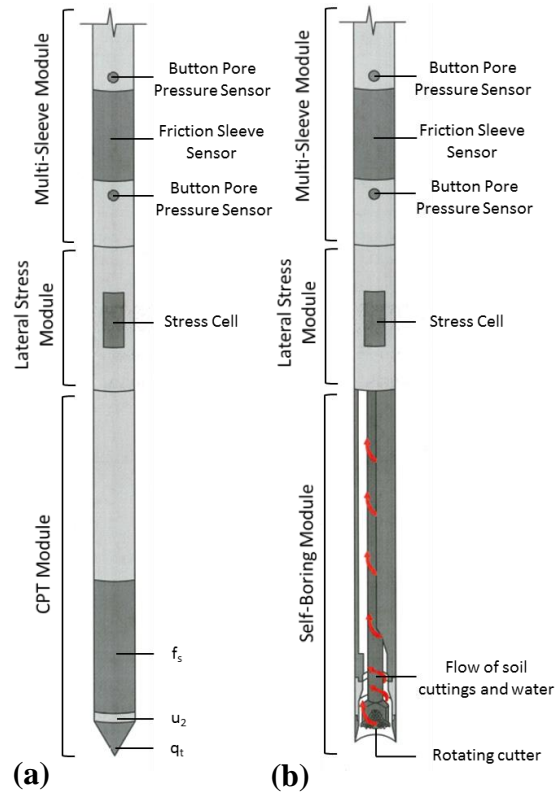 Multi-Sleeve Module
Button Pore
Pressure Sensor
Friction Sleeve
Sensor
Button Pore
Pressure Sensor
Lateral Stress
Module
Stress Cell
CPT Module
fs
u2
qt
(a)
Multi-Sleeve Module
Button Pore
Pressure Sensor
Friction Sleeve
Sensor
Button Pore
Pressure Sensor
Lateral Stress
Module
Stress Cell
Self-Boring Module
Flow of soil
cuttings and water
Rotating cutter
(b)